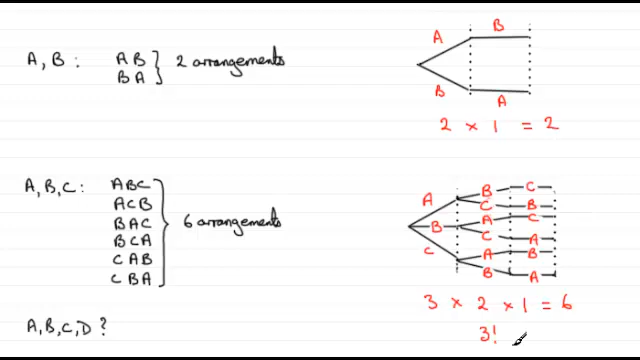 A, B : AB } 2 arrangements
BA
A B
B A
2 × 1 = 2
A, B, C : ABC
ACB
BAC } 6 arrangements
BCA
CAB
CBA
A B C
C B
B A C
C A
C A B
B A
3 × 2 × 1 = 6
3!
A, B, C, D ?